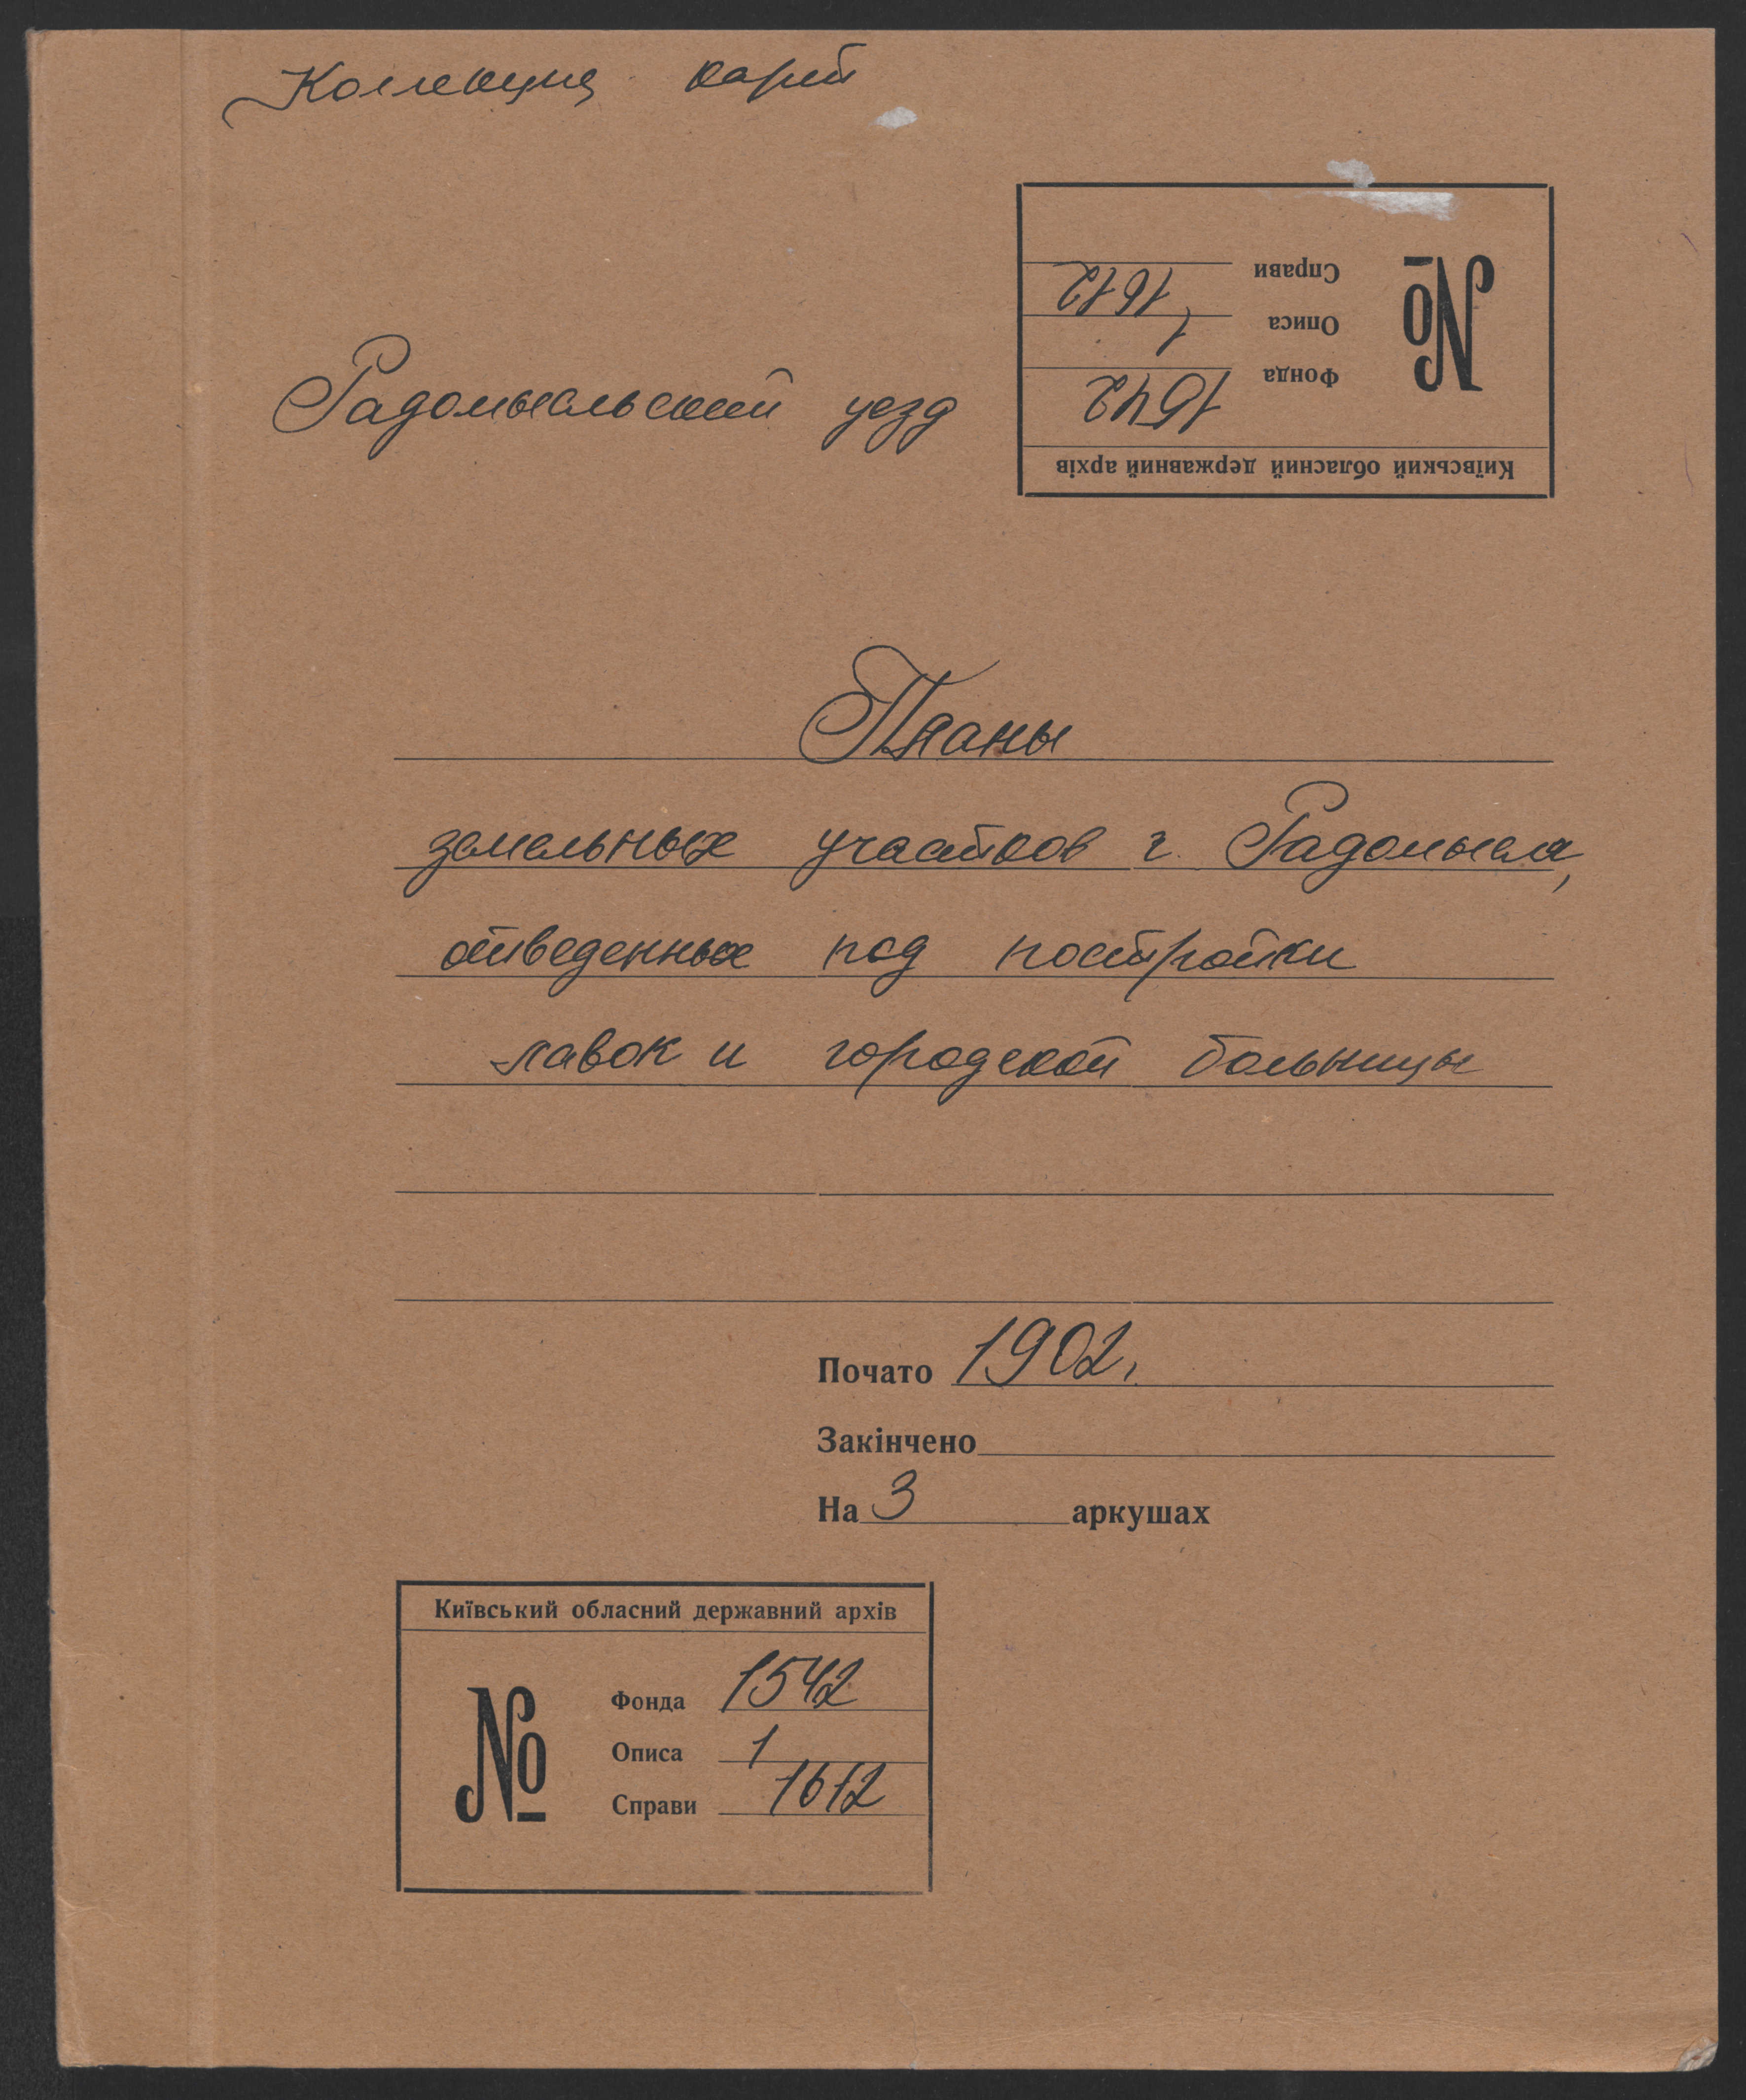 Коллекция карт
Справи 1612
Описа 1
Фонда 1542
№
Київський обласний державний архів
Радомысльский уезд
Планы
земельных участков г. Радомысля,
отведенных под постройки
лавок и городской больницы
Почато 1902.
Закінчено
На 3 аркушах
Київський обласний державний архів
№
Фонда 1542
Описа 1
Справи 1612